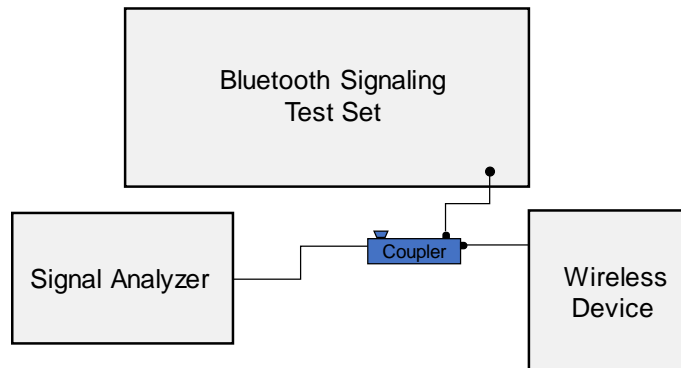 Bluetooth Signaling
Test Set
Signal Analyzer
Coupler
Wireless
Device